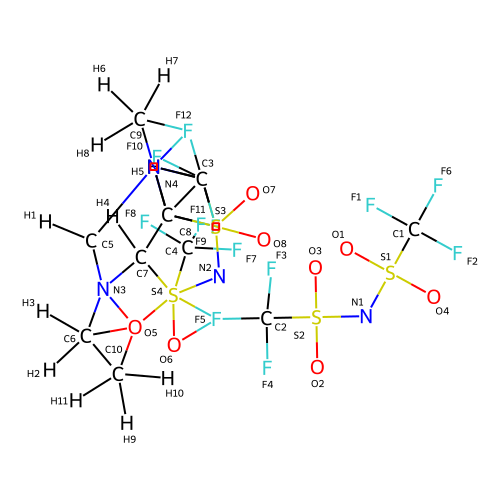 H7
H6
H C H F12 F
C9 F10 F C3
H8 H H5 N N4 C O7 O
H4 F8 C F11 S3 F6 F
H1 H H F F S F1 F
C C5 C7 C C8 C4 F9 F O8 O O3 O1 C1 C F2 F
N2 N F7 F3 F O O S1 S
N N3 S4 S N1 O O4
H3 H O O5 F5 F C C2 S S2 N
C6 C O6 O
H2 H C10 C H H10 F4 F O2 O
H11 H
H
H9